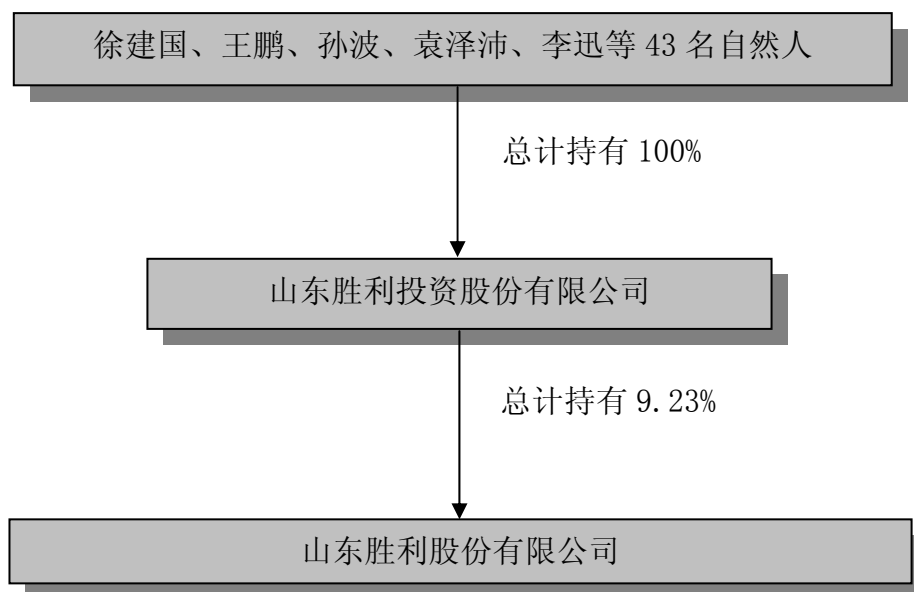 徐建国、王鹏、孙波、袁泽沛、李迅等 43 名自然人
总计持有 100%
山东胜利投资股份有限公司
总计持有 9.23%
山东胜利股份有限公司